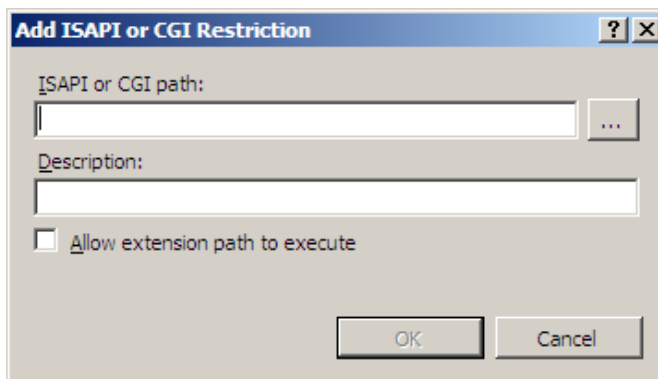 Add ISAPI or CGI Restriction
ISAPI or CGI path:
...
Description:
Allow extension path to execute
OK Cancel